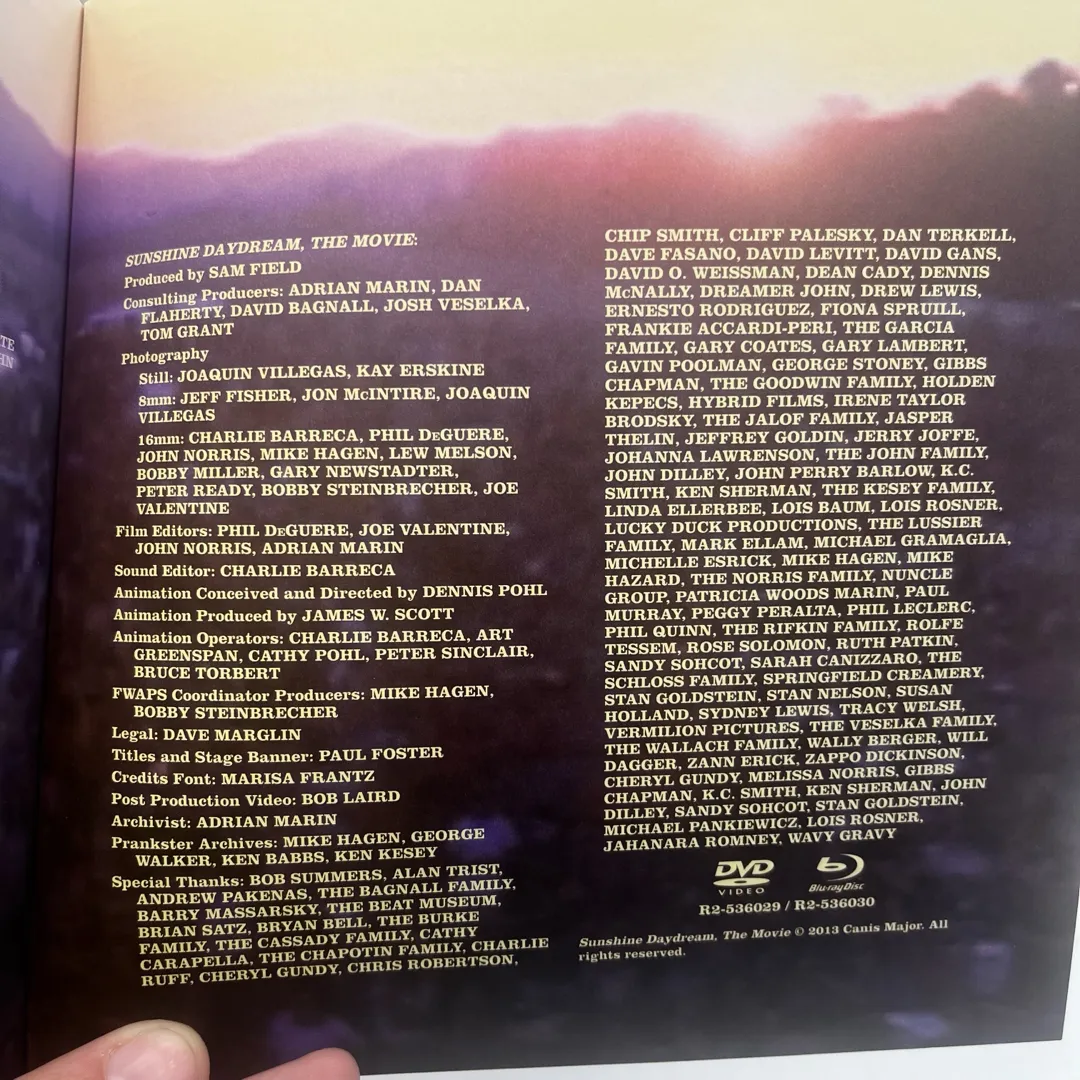 TE
HN
SUNSHINE DAYDREAM, THE MOVIE:
Produced by SAM FIELD
Consulting Producers: ADRIAN MARIN, DAN
FLAHERTY, DAVID BAGNALL, JOSH VESELKA,
TOM GRANT
Photography
Still: JOAQUIN VILLEGAS, KAY ERSKINE
8mm: JEFF FISHER, JON McINTIRE, JOAQUIN
VILLEGAS
16mm: CHARLIE BARRECA, PHIL DeGUERE,
JOHN NORRIS, MIKE HAGEN, LEW MELSON,
BOBBY MILLER, GARY NEWSTADTER,
PETER READY, BOBBY STEINBRECHER, JOE
VALENTINE
Film Editors: PHIL DeGUERE, JOE VALENTINE,
JOHN NORRIS, ADRIAN MARIN
Sound Editor: CHARLIE BARRECA
Animation Conceived and Directed by DENNIS POHL
Animation Produced by JAMES W. SCOTT
Animation Operators: CHARLIE BARRECA, ART
GREENSPAN, CATHY POHL, PETER SINCLAIR,
BRUCE TORBERT
FWAPS Coordinator Producers: MIKE HAGEN,
BOBBY STEINBRECHER
Legal: DAVE MARGLIN
Titles and Stage Banner: PAUL FOSTER
Credits Font: MARISA FRANTZ
Post Production Video: BOB LAIRD
Archivist: ADRIAN MARIN
Prankster Archives: MIKE HAGEN, GEORGE
WALKER, KEN BABBS, KEN KESEY
Special Thanks: BOB SUMMERS, ALAN TRIST,
ANDREW PAKENAS, THE BAGNALL FAMILY,
BARRY MASSARSKY, THE BEAT MUSEUM,
BRIAN SATZ, BRYAN BELL, THE BURKE
FAMILY, THE CASSADY FAMILY, CATHY
CARAPELLA, THE CHAPOTIN FAMILY, CHARLIE
RUFF, CHERYL GUNDY, CHRIS ROBERTSON,
CHIP SMITH, CLIFF PALESKY, DAN TERKELL,
DAVE FASANO, DAVID LEVITT, DAVID GANS,
DAVID O. WEISSMAN, DEAN CADY, DENNIS
McNALLY, DREAMER JOHN, DREW LEWIS,
ERNESTO RODRIGUEZ, FIONA SPRUILL,
FRANKIE ACCARDI-PERI, THE GARCIA
FAMILY, GARY COATES, GARY LAMBERT,
GAVIN POOLMAN, GEORGE STONEY, GIBBS
CHAPMAN, THE GOODWIN FAMILY, HOLDEN
KEPECS, HYBRID FILMS, IRENE TAYLOR
BRODSKY, THE JALOF FAMILY, JASPER
THELIN, JEFFREY GOLDIN, JERRY JOFFE,
JOHANNA LAWRENSON, THE JOHN FAMILY,
JOHN DILLEY, JOHN PERRY BARLOW, K.C.
SMITH, KEN SHERMAN, THE KESEY FAMILY,
LINDA ELLERBEE, LOIS BAUM, LOIS ROSNER,
LUCKY DUCK PRODUCTIONS, THE LUSSIER
FAMILY, MARK ELLAM, MICHAEL GRAMAGLIA,
MICHELLE ESRICK, MIKE HAGEN, MIKE
HAZARD, THE NORRIS FAMILY, NUNCLE
GROUP, PATRICIA WOODS MARIN, PAUL
MURRAY, PEGGY PERALTA, PHIL LECLERC,
PHIL QUINN, THE RIFKIN FAMILY, ROLFE
TESSEM, ROSE SOLOMON, RUTH PATKIN,
SANDY SOHCOT, SARAH CANIZZARO, THE
SCHLOSS FAMILY, SPRINGFIELD CREAMERY,
STAN GOLDSTEIN, STAN NELSON, SUSAN
HOLLAND, SYDNEY LEWIS, TRACY WELSH,
VERMILION PICTURES, THE VESELKA FAMILY,
THE WALLACH FAMILY, WALLY BERGER, WILL
DAGGER, ZANN ERICK, ZAPPO DICKINSON,
CHERYL GUNDY, MELISSA NORRIS, GIBBS
CHAPMAN, K.C. SMITH, KEN SHERMAN, JOHN
DILLEY, SANDY SOHCOT, STAN GOLDSTEIN,
MICHAEL PANKIEWICZ, LOIS ROSNER,
JAHANARA ROMNEY, WAVY GRAVY
DVD VIDEO Blu-ray Disc
R2-536029 / R2-536030
Sunshine Daydream, The Movie © 2013 Canis Major. All
rights reserved.